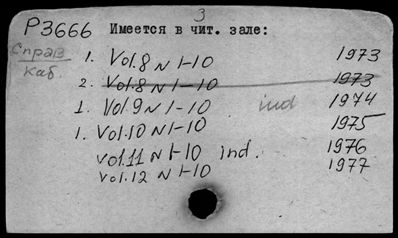 3
P3666 Имеется в чит. зале:
Справ
каб.
1. Vol.8 N 1-10 1973
2. Vol.8 N 1-10 1973
1. Vol.9 N 1-10 ind 1974
1. Vol.10 N 1-10 1975
vol.11 N 1-10 ind. 1976
vol.12 N 1-10 1977